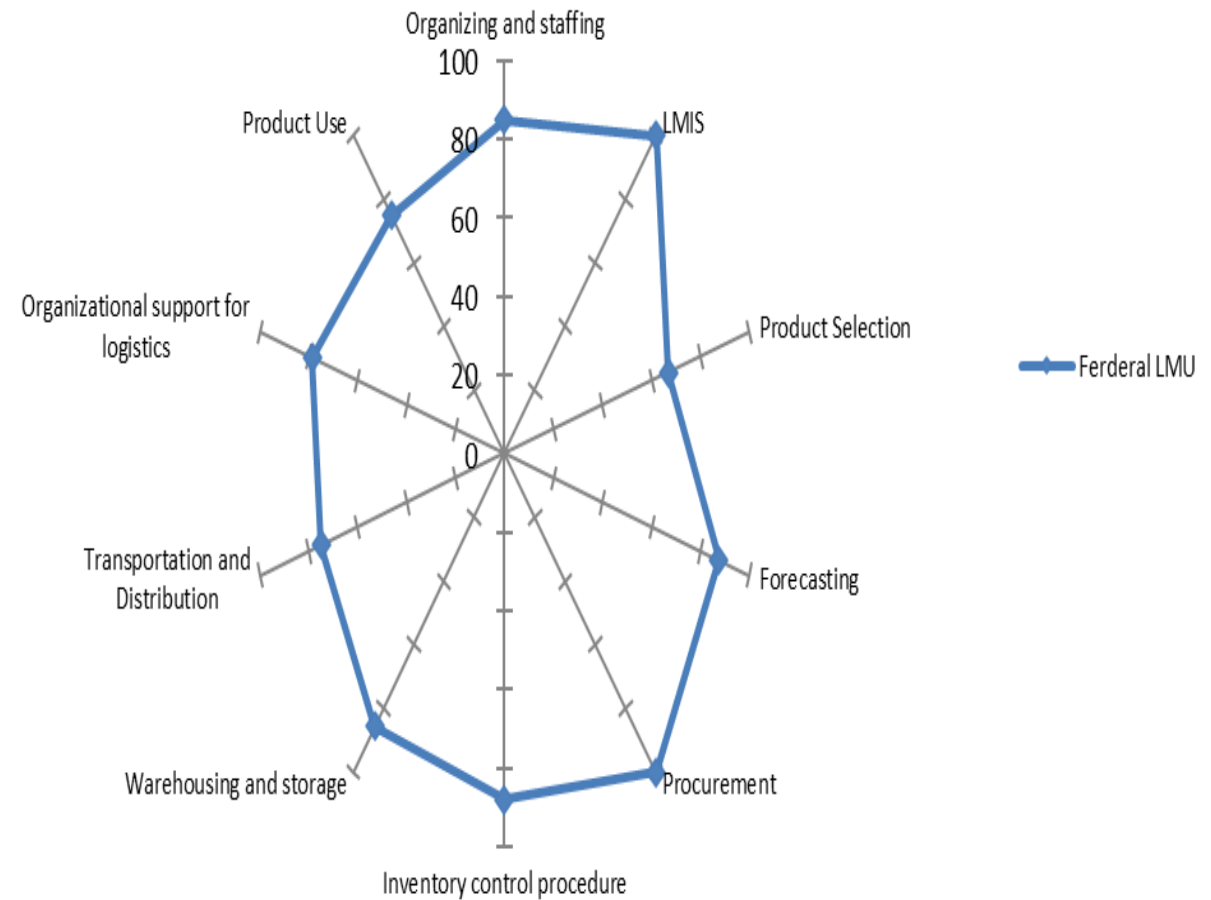 Organizing and staffing
100
LMIS
Product Use
80
60
Organizational support for
logistics
40
Product Selection
20
Ferderal LMU
0
Transportation and
Distribution
Forecasting
Warehousing and storage
Procurement
Inventory control procedure